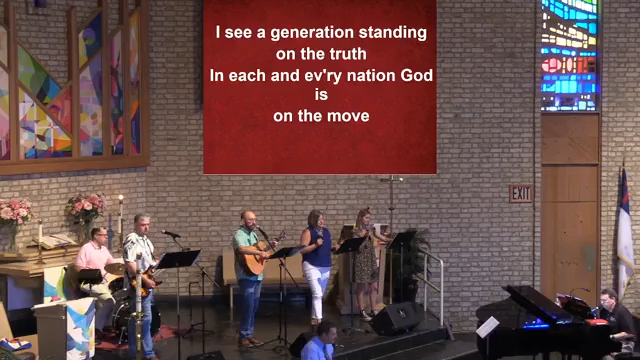 I see a generation standing
on the truth
In each and ev'ry nation God
is
on the move
EXIT